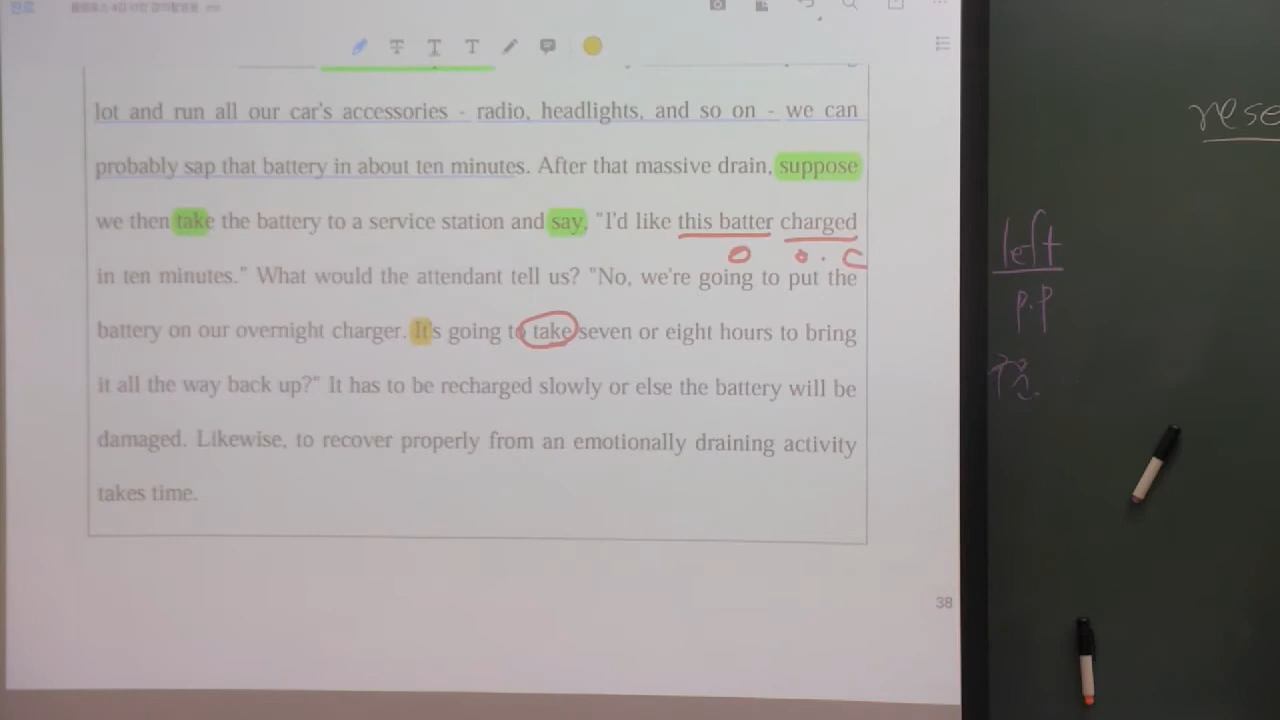 완료
lot and run all our car's accessories - radio, headlights, and so on - we can
probably sap that battery in about ten minutes. After that massive drain, suppose
we then take the battery to a service station and say, "I'd like this batter charged
O O.C
in ten minutes." What would the attendant tell us? "No, we're going to put the
battery on our overnight charger. It's going to take seven or eight hours to bring
it all the way back up?" It has to be recharged slowly or else the battery will be
damaged. Likewise, to recover properly from an emotionally draining activity
takes time.
38
rese
left
p.p